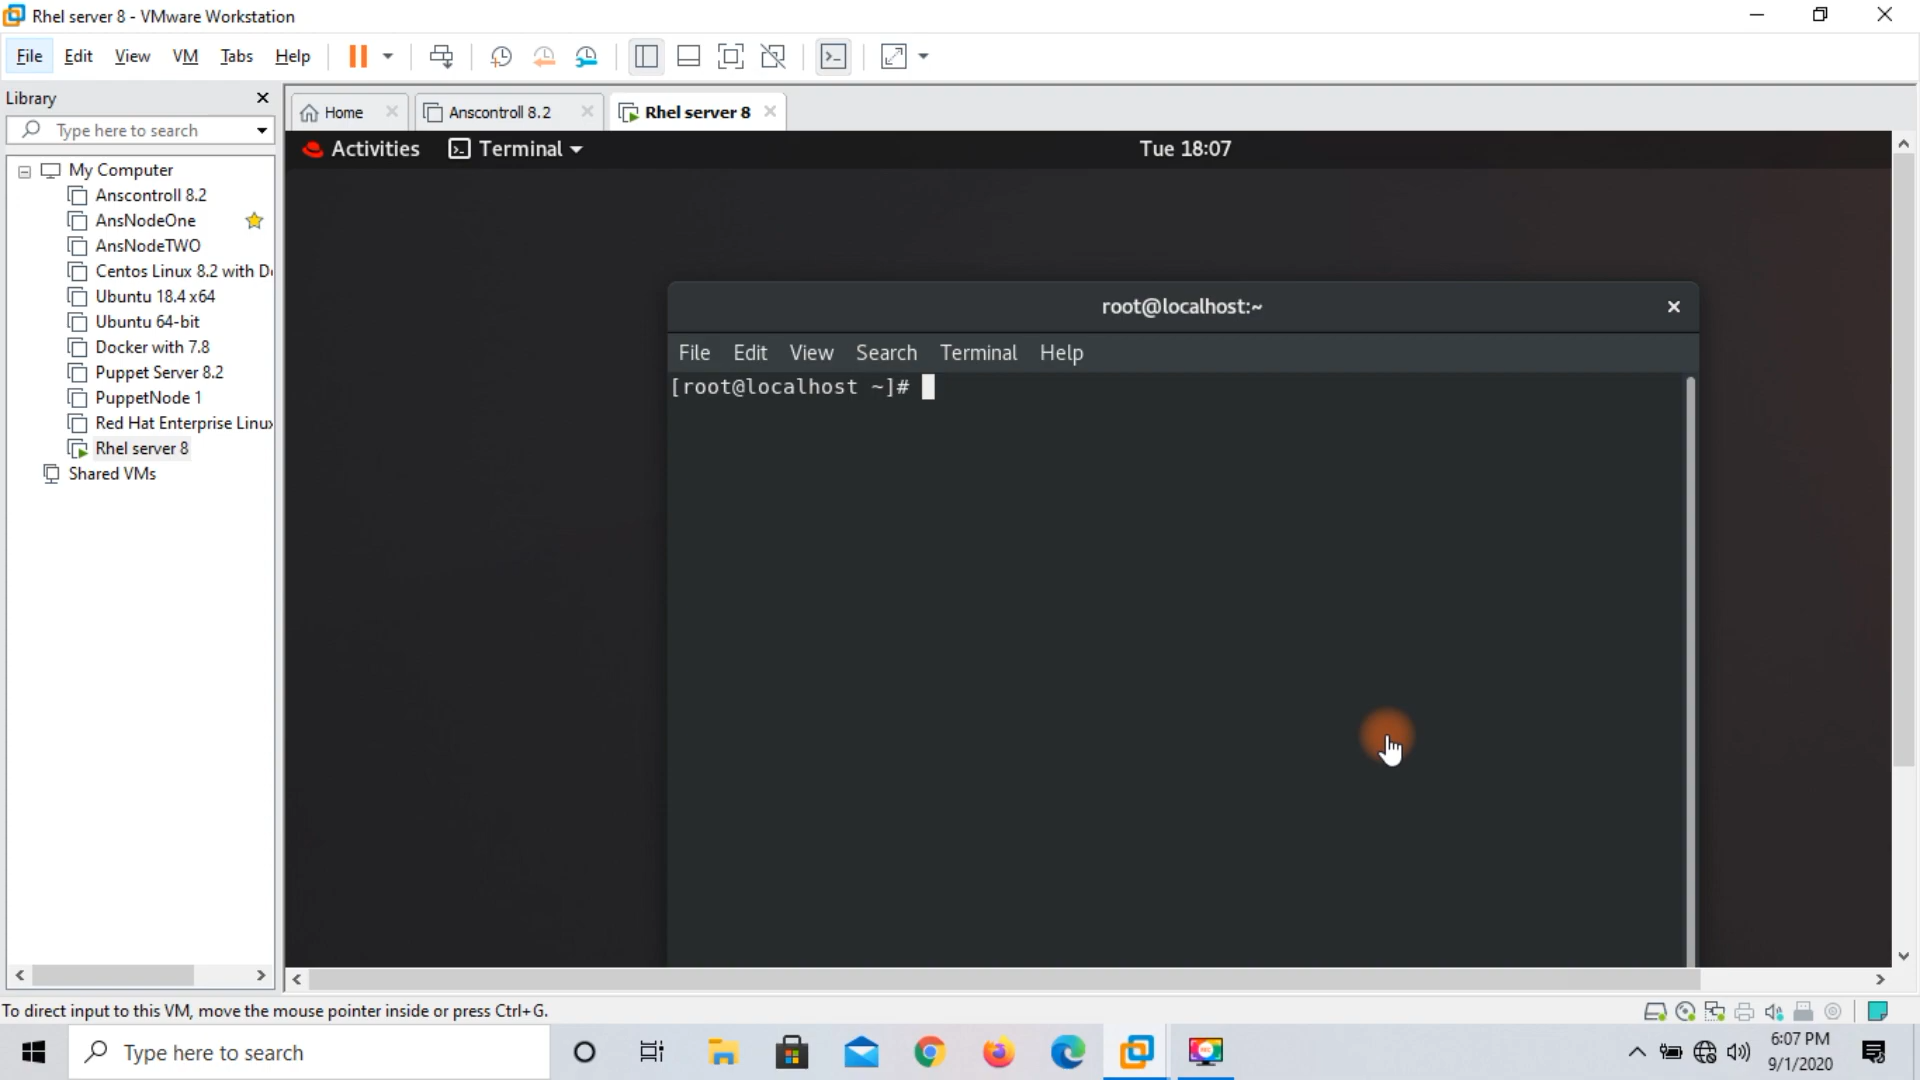 Rhel server 8 - VMware Workstation
File Edit View VM Tabs Help
Library
Type here to search
Home Anscontroll 8.2 Rhel server 8
My Computer
Anscontroll 8.2
AnsNodeOne
AnsNodeTWO
Centos Linux 8.2 with D
Ubuntu 18.4 x64
Ubuntu 64-bit
Docker with 7.8
Puppet Server 8.2
PuppetNode 1
Red Hat Enterprise Linux
Rhel server 8
Shared VMs
Activities Terminal Tue 18:07
root@localhost:~
File Edit View Search Terminal Help
[root@localhost ~]#
To direct input to this VM, move the mouse pointer inside or press Ctrl+G.
Type here to search
6:07 PM
9/1/2020